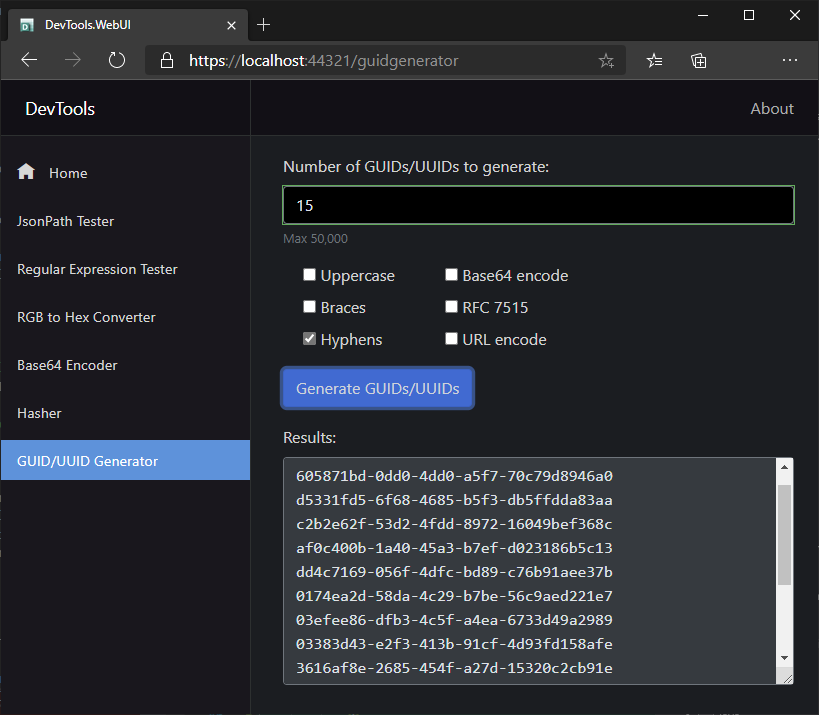 DevTools.WebUI
https://localhost:44321/guidgenerator
DevTools
About
Home
JsonPath Tester
Regular Expression Tester
RGB to Hex Converter
Base64 Encoder
Hasher
GUID/UUID Generator
Number of GUIDs/UUIDs to generate:
15
Max 50,000
Uppercase
Base64 encode
Braces
RFC 7515
Hyphens
URL encode
Generate GUIDs/UUIDs
Results:
605871bd-0dd0-4dd0-a5f7-70c79d8946a0
d5331fd5-6f68-4685-b5f3-db5ffdda83aa
c2b2e62f-53d2-4fdd-8972-16049bef368c
af0c400b-1a40-45a3-b7ef-d023186b5c13
dd4c7169-056f-4dfc-bd89-c76b91aee37b
0174ea2d-58da-4c29-b7be-56c9aed221e7
03efee86-dfb3-4c5f-a4ea-6733d49a2989
03383d43-e2f3-413b-91cf-4d93fd158afe
3616af8e-2685-454f-a27d-15320c2cb91e